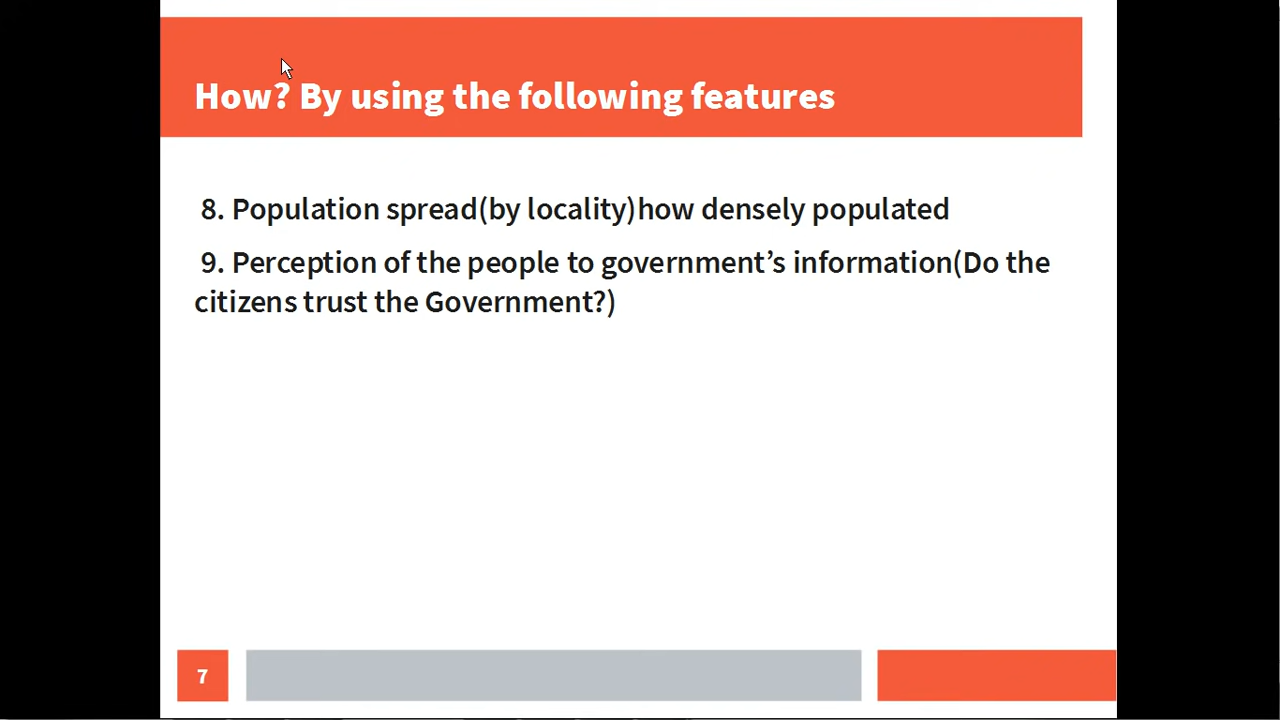 How? By using the following features
8. Population spread(by locality)how densely populated
9. Perception of the people to government’s information(Do the
citizens trust the Government?)
7